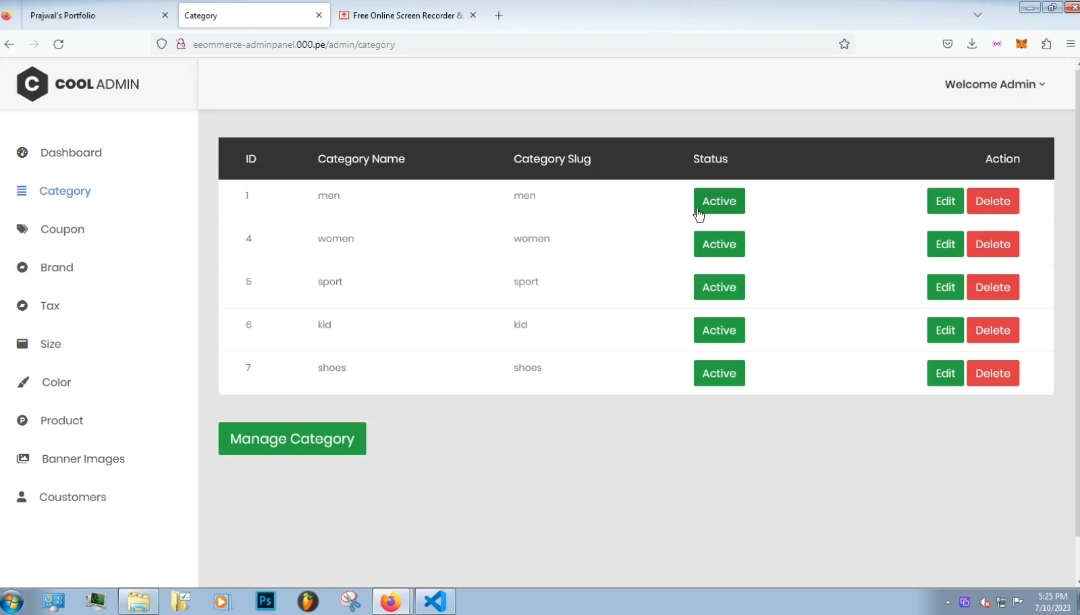 Prajwal's Portfolio
Category
Free Online Screen Recorder &
eeommerce-adminpanel.000.pe/admin/category
C COOL ADMIN
Welcome Admin
Dashboard
Category
Coupon
Brand
Tax
Size
Color
Product
Banner Images
Coustomers
ID Category Name Category Slug Status Action
1 men men Active Edit Delete
4 women women Active Edit Delete
5 sport sport Active Edit Delete
6 kid kid Active Edit Delete
7 shoes shoes Active Edit Delete
Manage Category
Ps
5:25 PM
7/10/2023